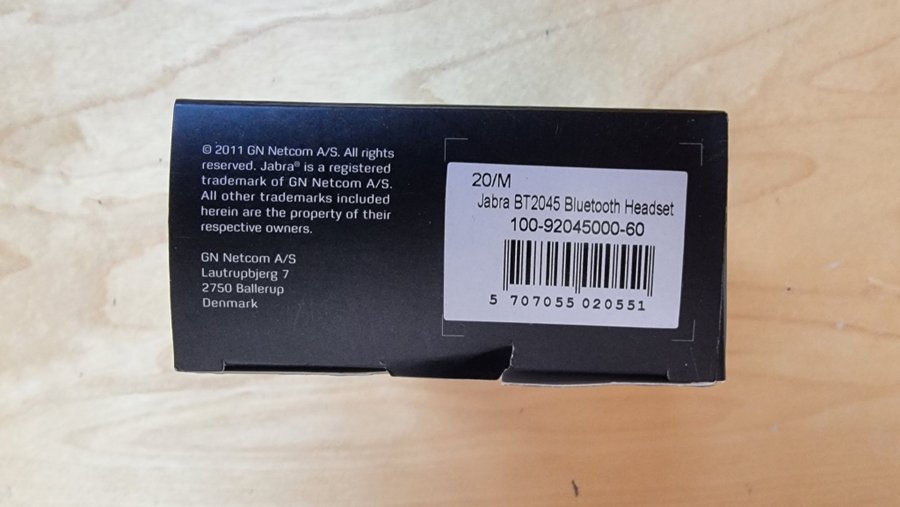 © 2011 GN Netcom A/S. All rights
reserved. Jabra® is a registered
trademark of GN Netcom A/S.
All other trademarks included
herein are the property of their
respective owners.
GN Netcom A/S
Lautrupbjerg 7
2750 Ballerup
Denmark
20/M
Jabra BT2045 Bluetooth Headset
100-92045000-60
5 707055 020551